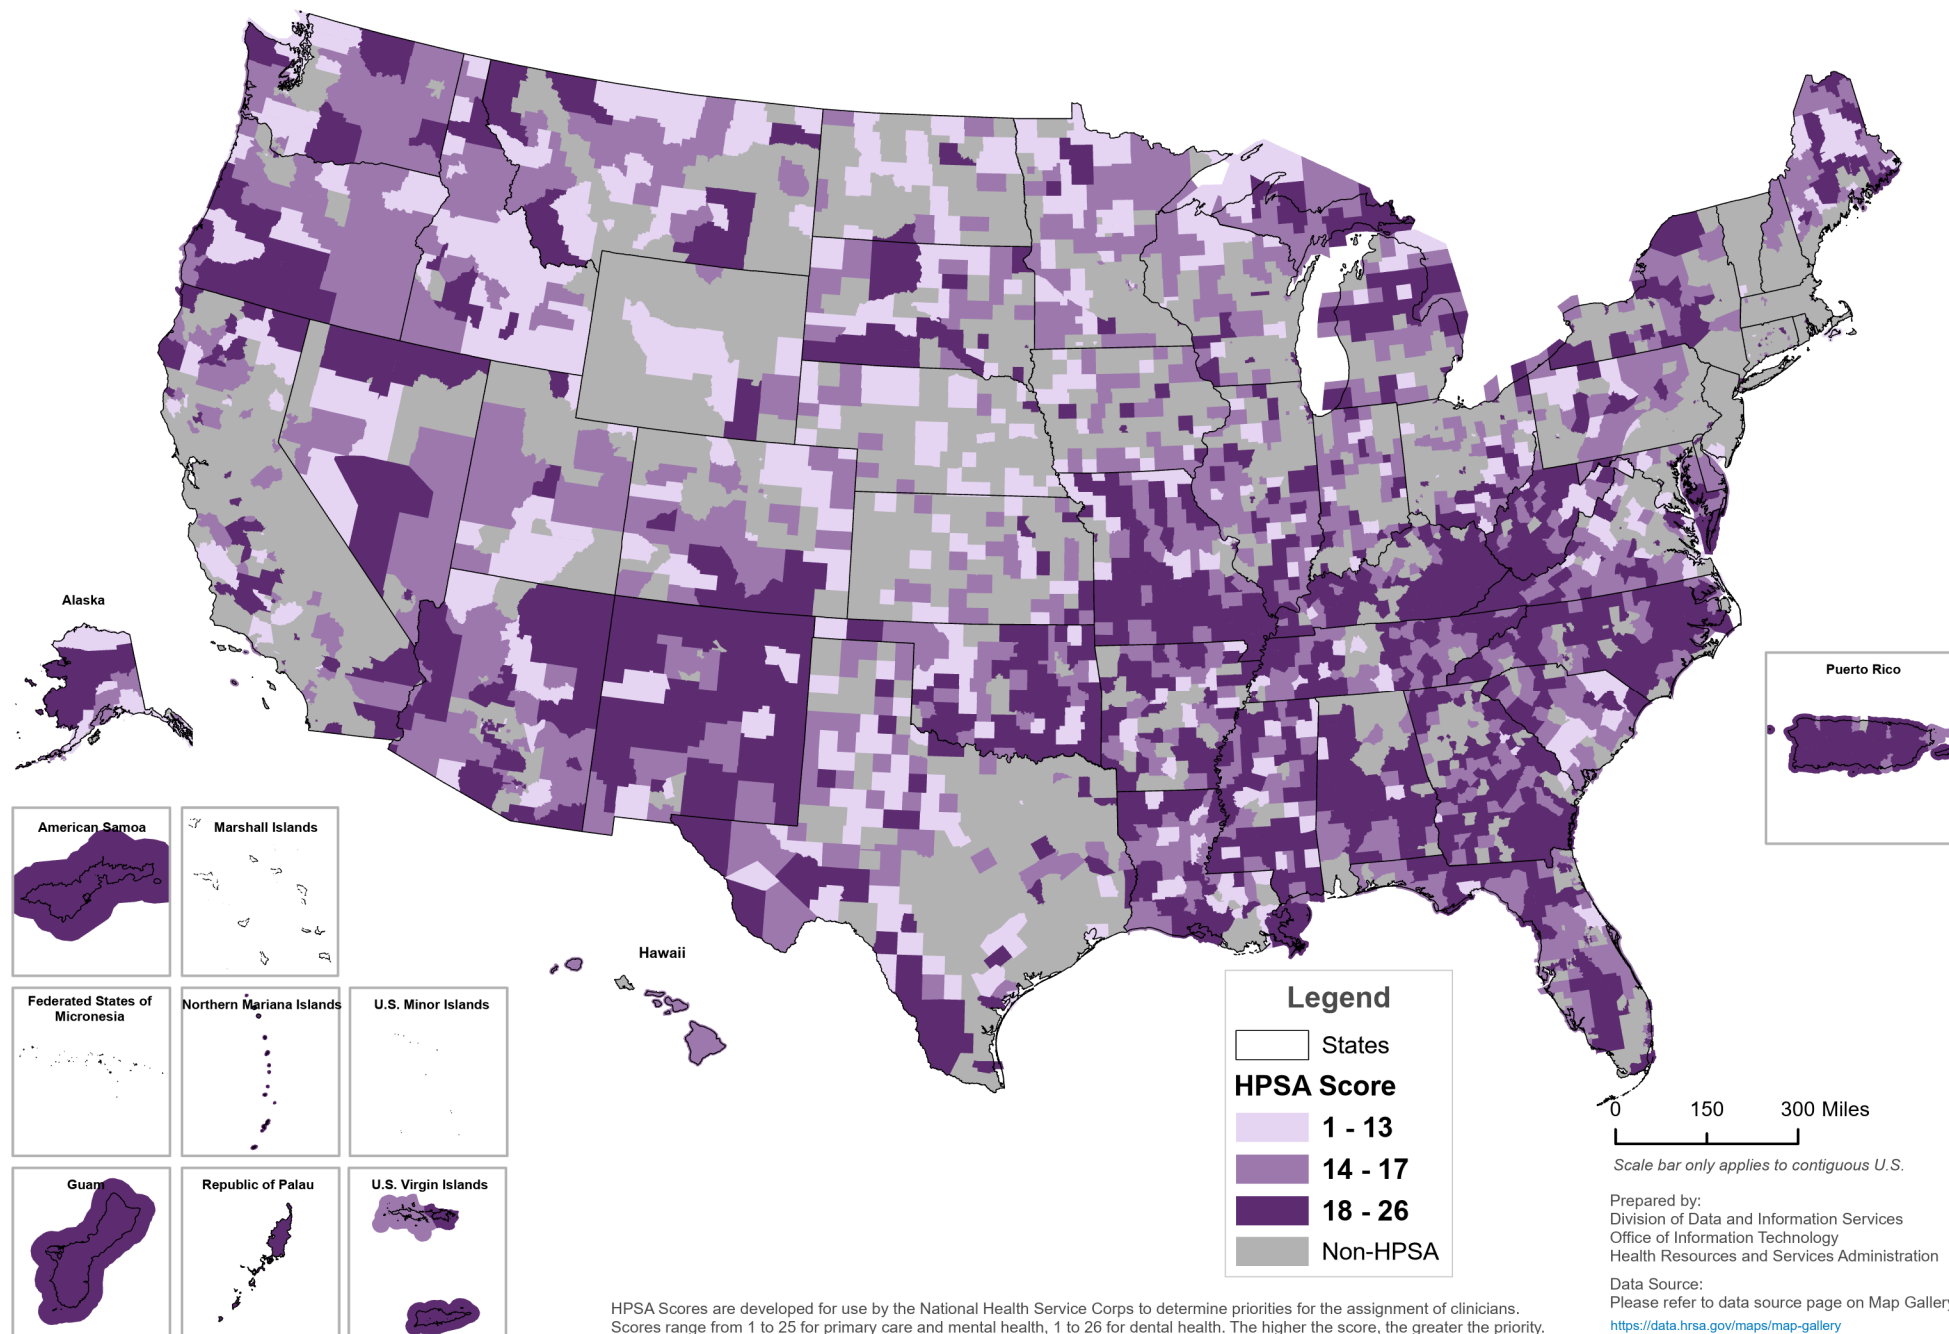 Alaska
Puerto Rico
American Samoa
Marshall Islands
Hawaii
Federated States of
Micronesia
Northern Mariana Islands
U.S. Minor Islands
Guam
Republic of Palau
U.S. Virgin Islands
Legend
States
HPSA Score
1 - 13
14 - 17
18 - 26
Non-HPSA
0 150 300 Miles
Scale bar only applies to contiguous U.S.
Prepared by:
Division of Data and Information Services
Office of Information Technology
Health Resources and Services Administration
Data Source:
Please refer to data source page on Map Gallery
https://data.hrsa.gov/maps/map-gallery
HPSA Scores are developed for use by the National Health Service Corps to determine priorities for the assignment of clinicians.
Scores range from 1 to 25 for primary care and mental health, 1 to 26 for dental health. The higher the score, the greater the priority.